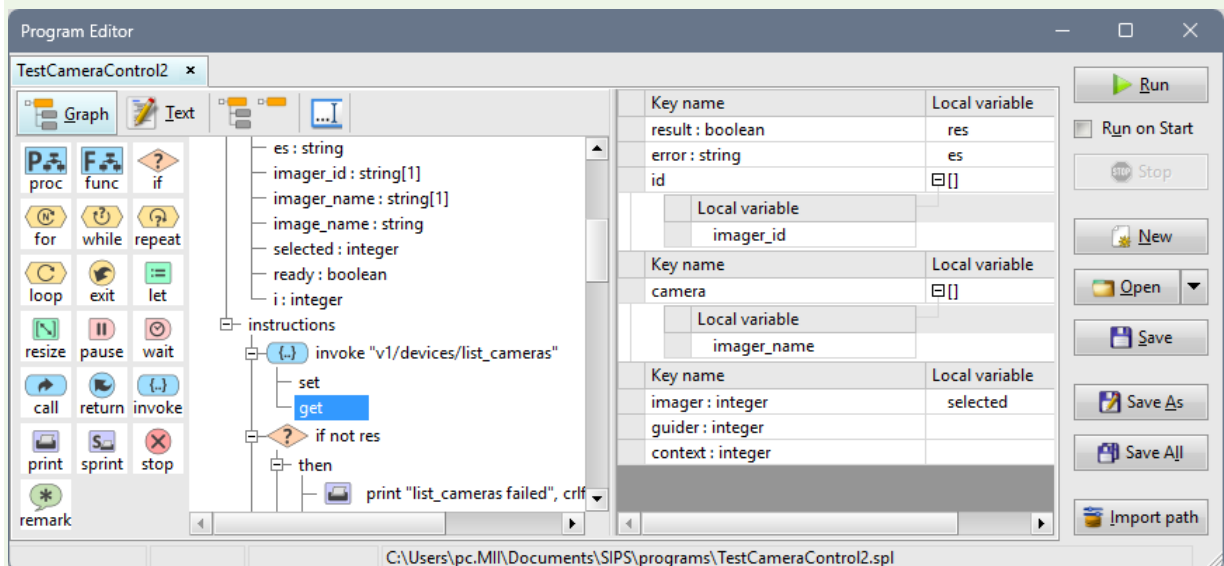 Program Editor
TestCameraControl2 ×
Graph Text
proc func if
for while repeat
loop exit let
resize pause wait
call return invoke
print sprint stop
remark
es : string
imager_id : string[1]
imager_name : string[1]
image_name : string
selected : integer
ready : boolean
i : integer
instructions
{..} invoke "v1/devices/list_cameras"
set
get
? if not res
then
print "list_cameras failed", crlf
Key name Local variable
result : boolean res
error : string es
id []
Local variable
imager_id
Key name Local variable
camera []
Local variable
imager_name
Key name Local variable
imager : integer selected
guider : integer
context : integer
Run
Run on Start
STOP Stop
New
Open
Save
Save As
Save All
Import path
C:\Users\pc.MII\Documents\SIPS\programs\TestCameraControl2.spl